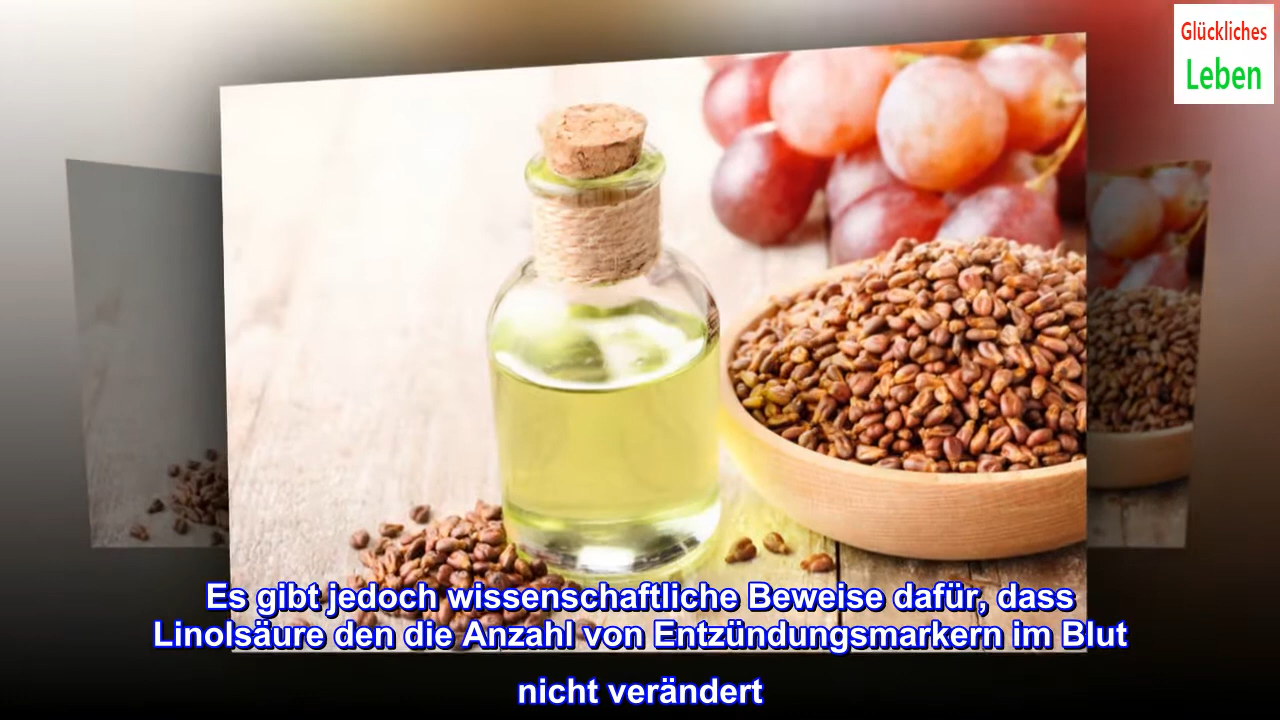 Glückliches
Leben
Es gibt jedoch wissenschaftliche Beweise dafür, dass
Linolsäure den die Anzahl von Entzündungsmarkern im Blut
nicht verändert